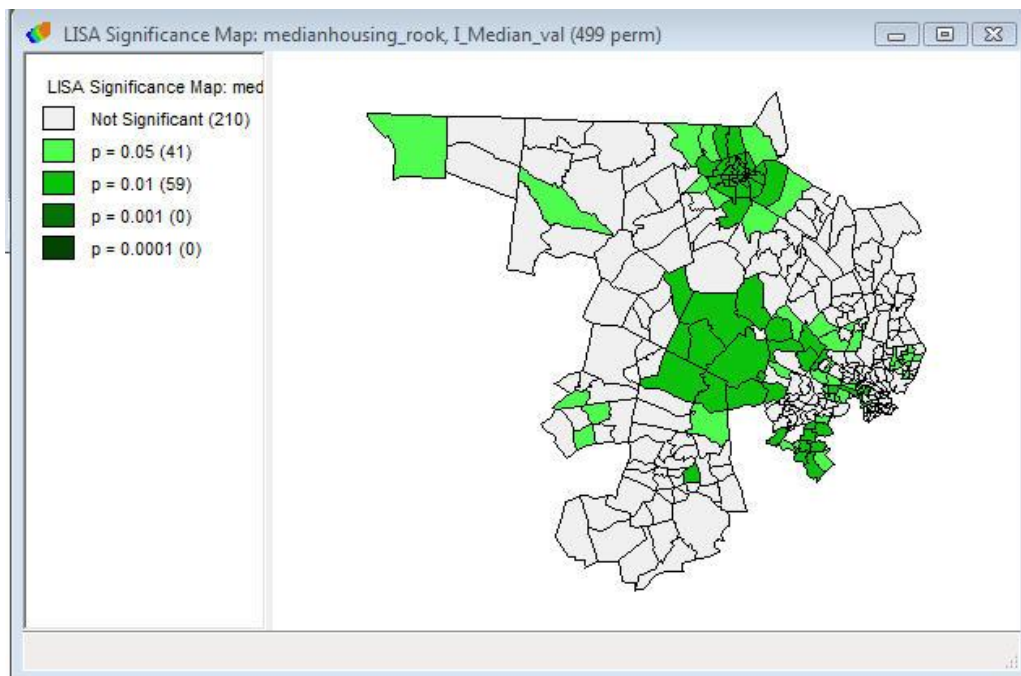 LISA Significance Map: medianhousing_rook, I_Median_val (499 perm)
LISA Significance Map: med
Not Significant (210)
p = 0.05 (41)
p = 0.01 (59)
p = 0.001 (0)
p = 0.0001 (0)